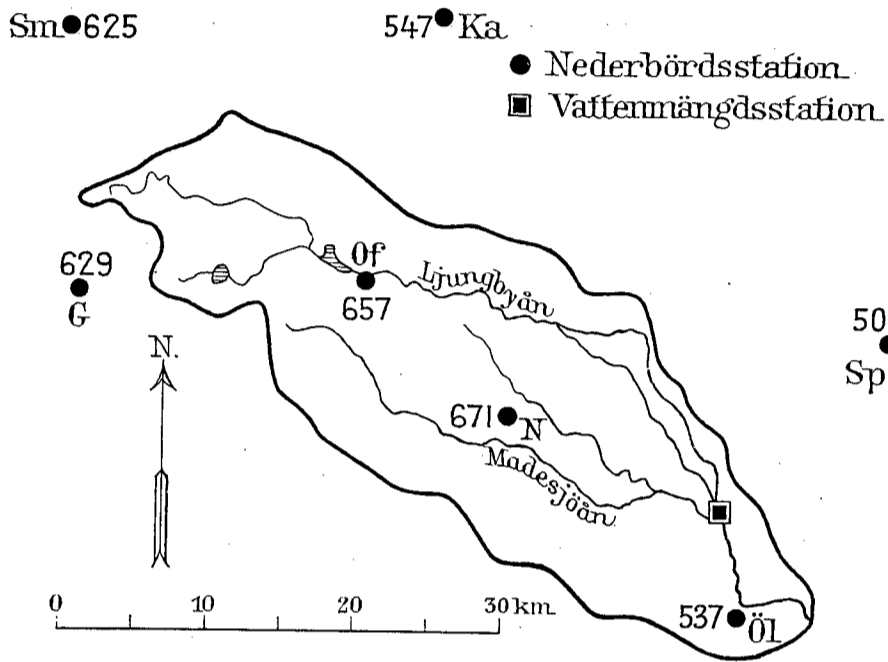 Sm 625
547 Ka
Nederbördsstation
Vattenmängdsstation
629
G
Of
657
Ljungbyån
50
Sp
N.
671 N
Madesjöån
0 10 20 30 km
537 Öl